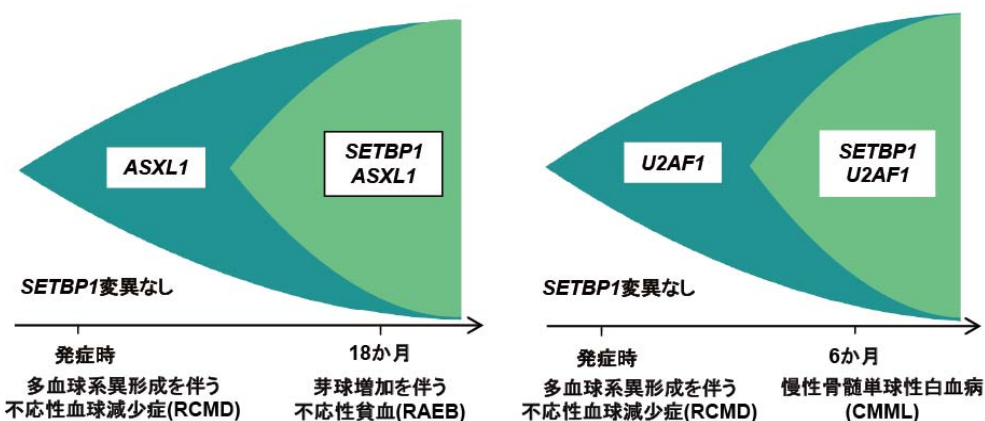 ASXL1
SETBP1
ASXL1
SETBP1変異なし
発症時
18か月
多血球系異形成を伴う
不応性血球減少症(RCMD)
芽球増加を伴う
不応性貧血(RAEB)
U2AF1
SETBP1
U2AF1
SETBP1変異なし
発症時
6か月
多血球系異形成を伴う
不応性血球減少症(RCMD)
慢性骨髄単球性白血病
(CMML)